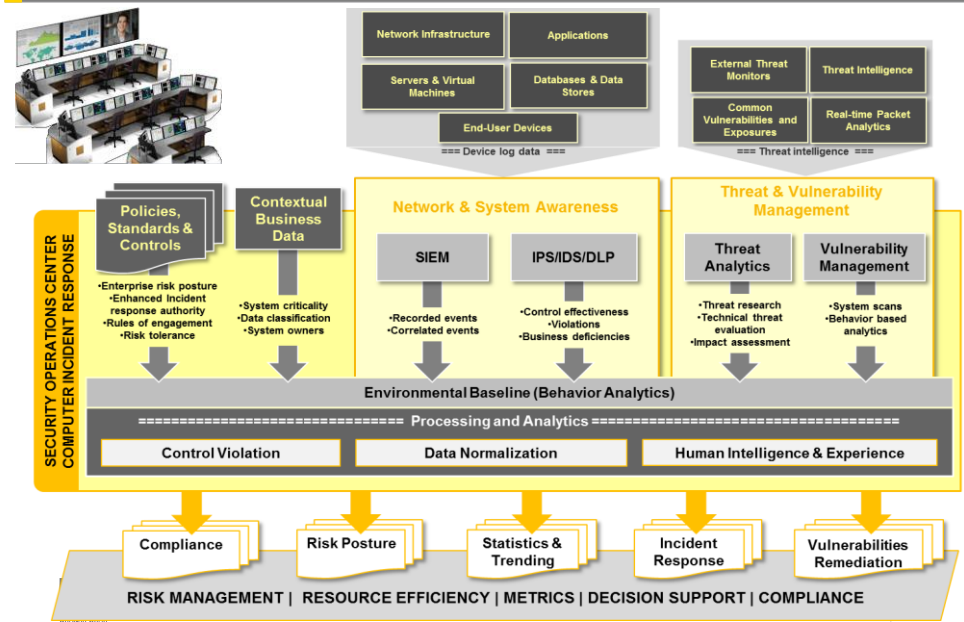 Network Infrastructure
Applications
Servers & Virtual
Machines
Databases & Data
Stores
End-User Devices
=== Device log data ===
External Threat
Monitors
Threat Intelligence
Common
Vulnerabilities and
Exposures
Real-time Packet
Analytics
=== Threat intelligence ===
SECURITY OPERATIONS CENTER
COMPUTER INCIDENT RESPONSE
Policies,
Standards &
Controls
•Enterprise risk posture
•Enhanced Incident
response authority
•Rules of engagement
•Risk tolerance
Contextual
Business
Data
•System criticality
•Data classification
•System owners
Network & System Awareness
SIEM
•Recorded events
•Correlated events
IPS/IDS/DLP
•Control effectiveness
•Violations
•Business deficiencies
Threat & Vulnerability
Management
Threat
Analytics
•Threat research
•Technical threat
evaluation
•Impact assessment
Vulnerability
Management
•System scans
•Behavior based
analytics
Environmental Baseline (Behavior Analytics)
================================ Processing and Analytics =====================================
Control Violation
Data Normalization
Human Intelligence & Experience
Compliance
Risk Posture
Statistics &
Trending
Incident
Response
Vulnerabilities
Remediation
RISK MANAGEMENT | RESOURCE EFFICIENCY | METRICS | DECISION SUPPORT | COMPLIANCE